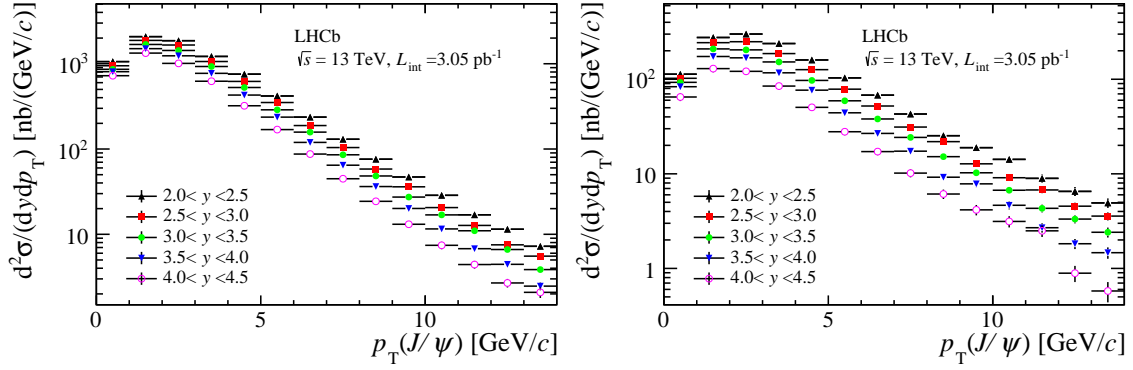 d²σ/(dydp_T) [nb/(GeV/c)]
10³
10²
10
LHCb
√s = 13 TeV, L_int = 3.05 pb⁻¹
2.0< y <2.5
2.5< y <3.0
3.0< y <3.5
3.5< y <4.0
4.0< y <4.5
0 5 10
p_T(J/ψ) [GeV/c]
d²σ/(dydp_T) [nb/(GeV/c)]
10²
10
1
LHCb
√s = 13 TeV, L_int =3.05 pb⁻¹
2.0< y <2.5
2.5< y <3.0
3.0< y <3.5
3.5< y <4.0
4.0< y <4.5
0 5 10
p_T(J/ψ) [GeV/c]